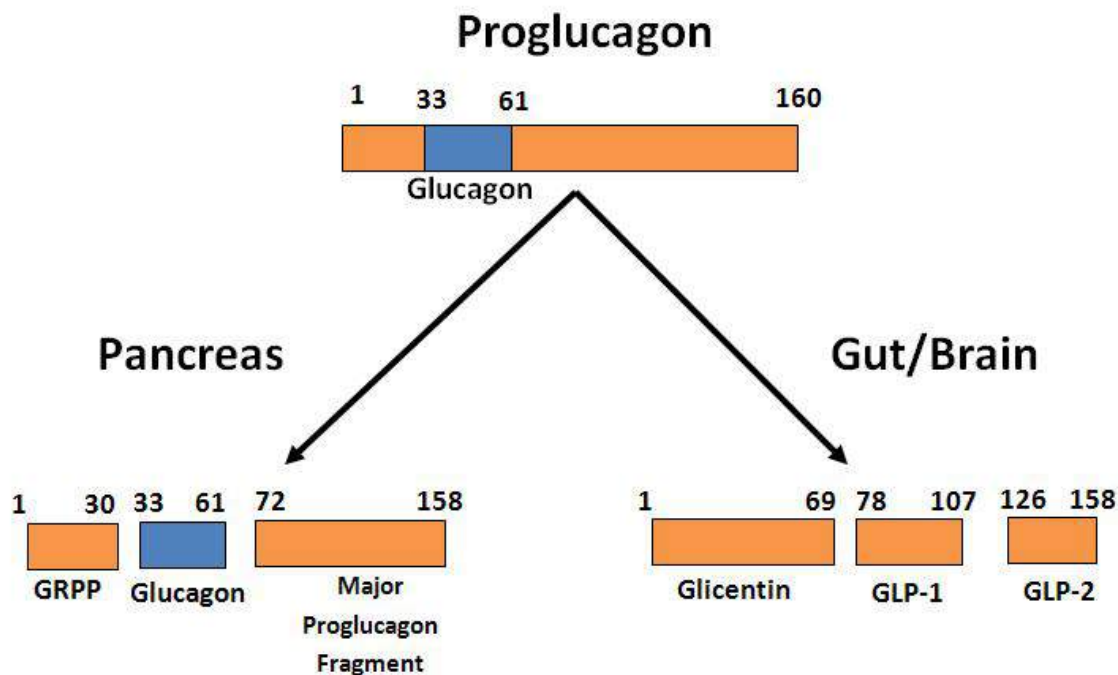 Proglucagon
1 33 61 160
Glucagon
Pancreas
Gut/Brain
1 30 33 61 72 158
GRPP
Glucagon
Major
Proglucagon
Fragment
1 69 78 107 126 158
Glicentin
GLP-1
GLP-2